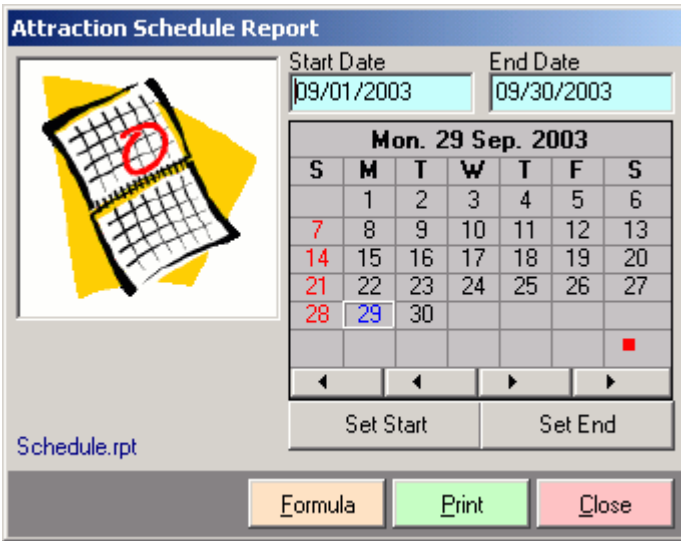 Attraction Schedule Report
Start Date End Date
09/01/2003 09/30/2003
Mon. 29 Sep. 2003
S M T W T F S
1 2 3 4 5 6
7 8 9 10 11 12 13
14 15 16 17 18 19 20
21 22 23 24 25 26 27
28 29 30
Set Start Set End
Schedule.rpt
Formula Print Close